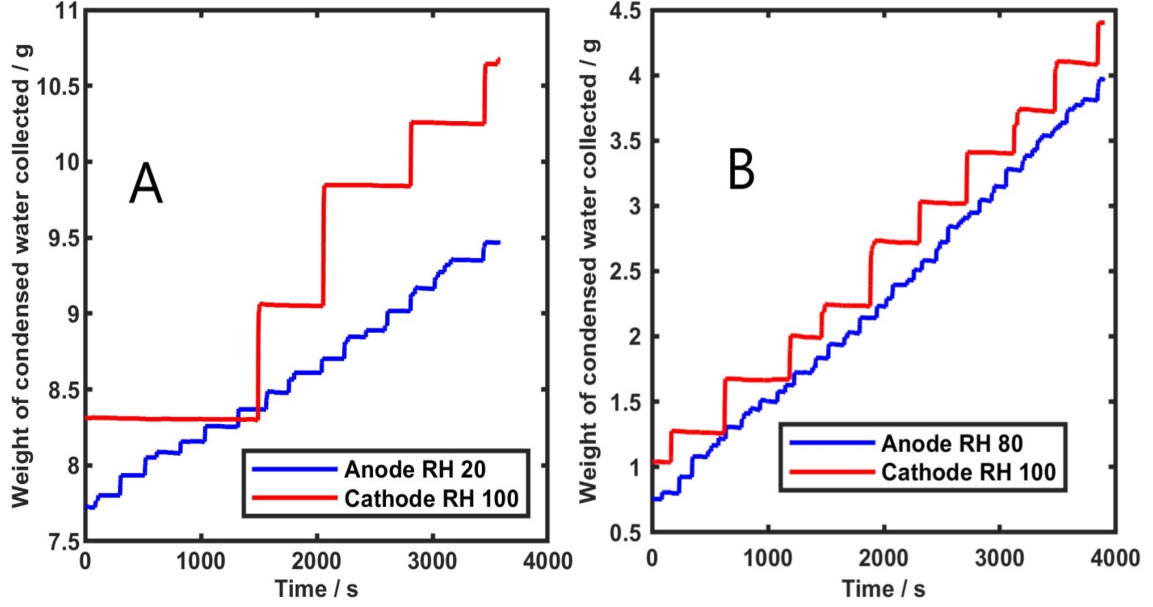 Weight of condensed water collected / g
11
10.5
10
9.5
9
8.5
8
7.5
A
Anode RH 20
Cathode RH 100
0 1000 2000 3000 4000
Time / s
Weight of condensed water collected / g
4.5
4
3.5
3
2.5
2
1.5
1
0.5
B
Anode RH 80
Cathode RH 100
0 1000 2000 3000 4000
Time / s